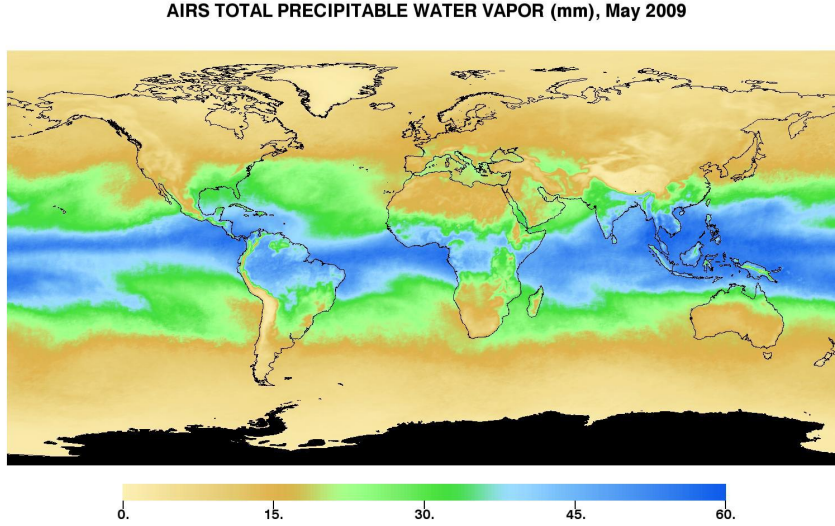 AIRS TOTAL PRECIPITABLE WATER VAPOR (mm), May 2009
0. 15. 30. 45. 60.